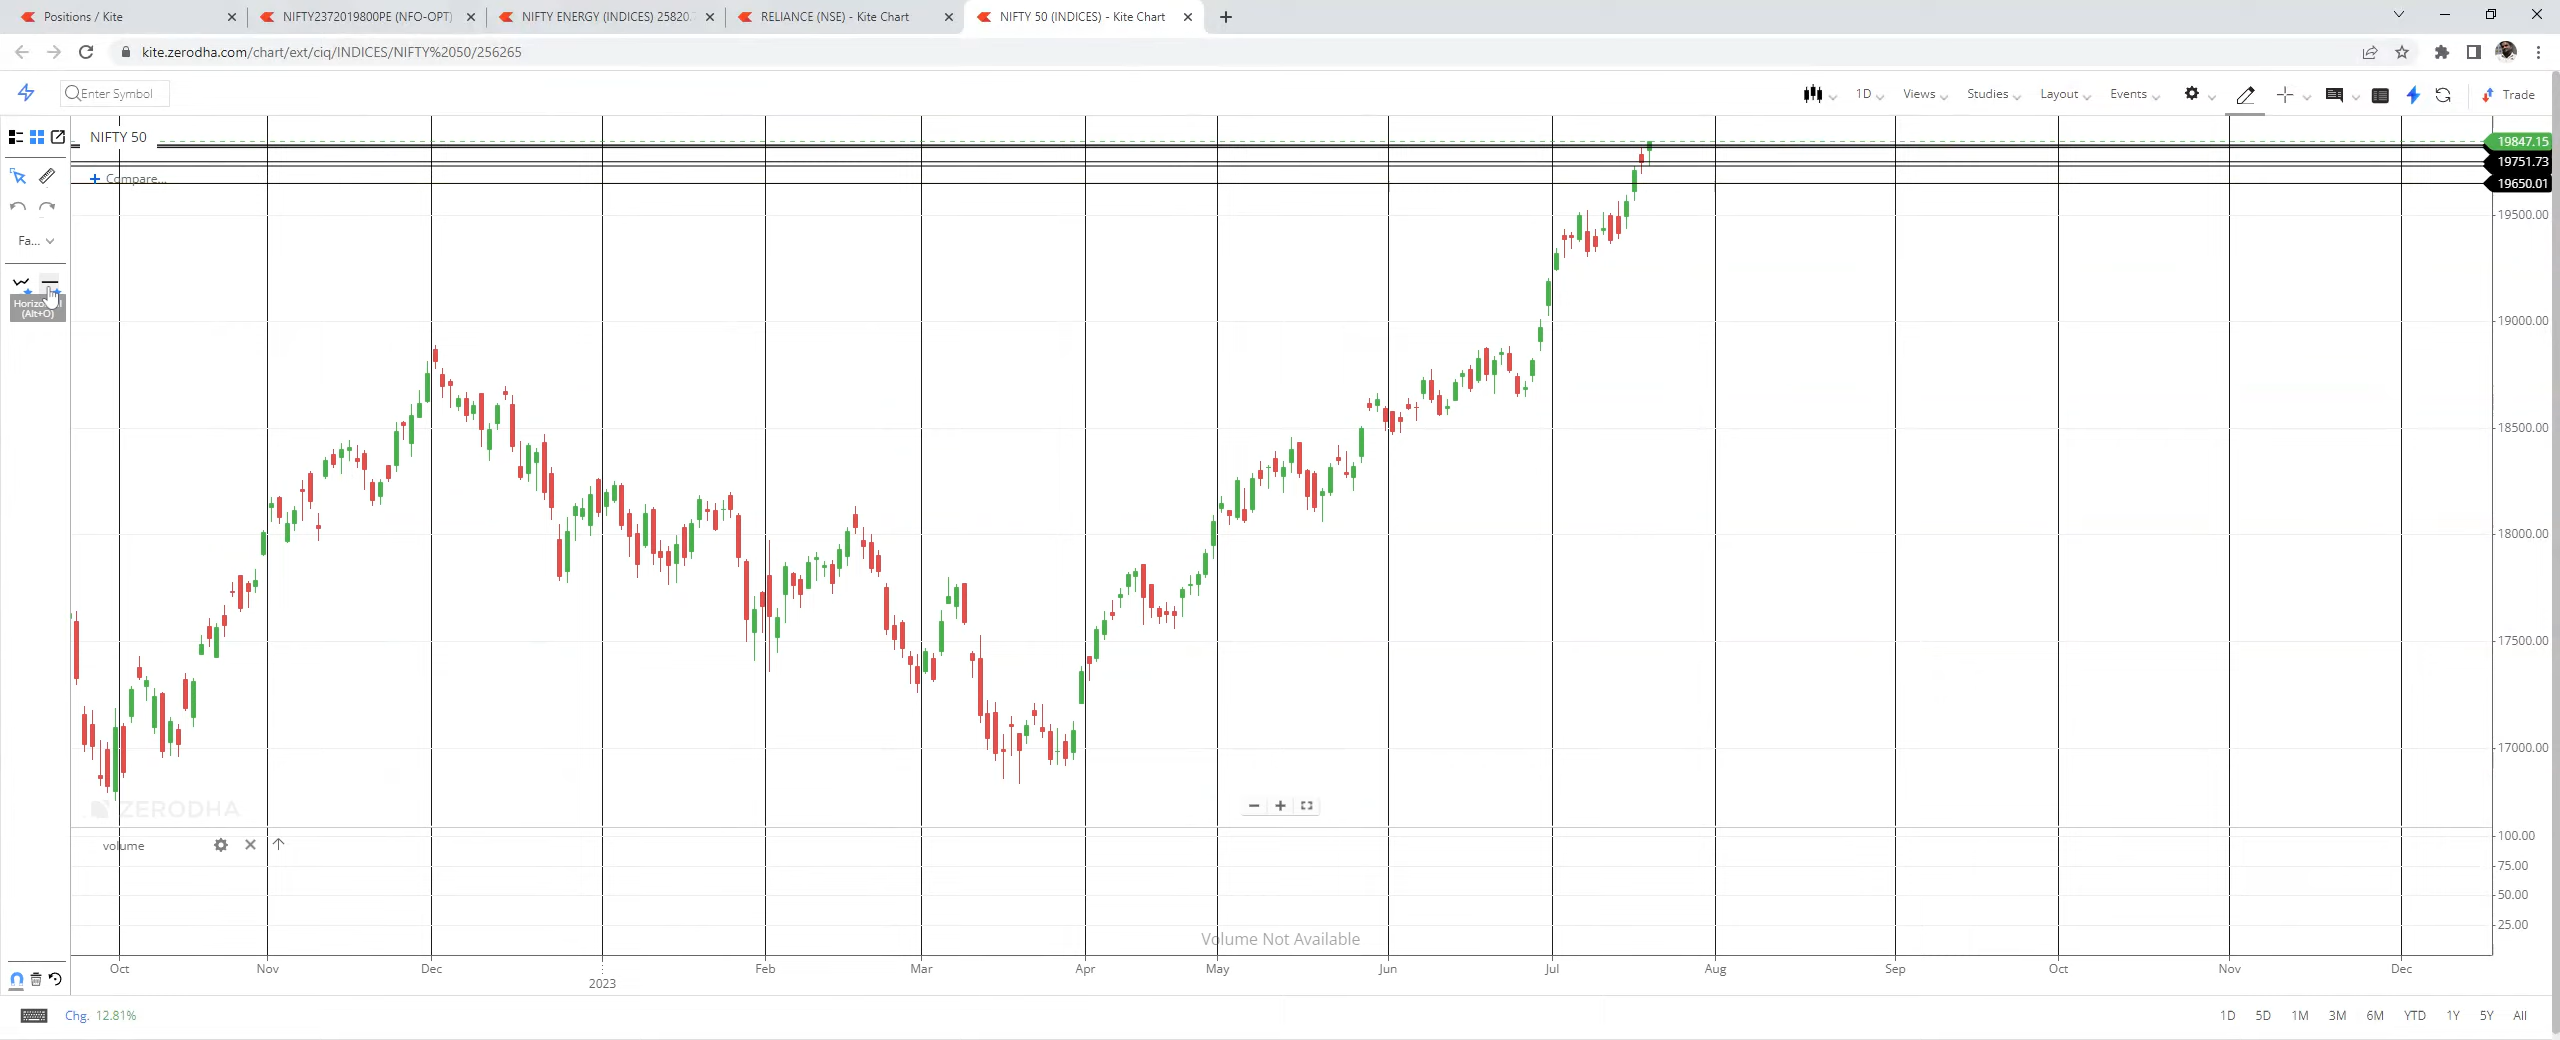 Positions / Kite
NIFTY2372019800PE (NFO-OPT)
NIFTY ENERGY (INDICES) 25820.
RELIANCE (NSE) - Kite Chart
NIFTY 50 (INDICES) - Kite Chart
kite.zerodha.com/chart/ext/ciq/INDICES/NIFTY%2050/256265
Enter Symbol
1D
Views
Studies
Layout
Events
Trade
NIFTY 50
19847.15
19751.73
Compare...
19650.01
19500.00
Fa...
(Alt+O)
19000.00
18500.00
18000.00
17500.00
17000.00
ZERODHA
volume
100.00
75.00
50.00
25.00
Volume Not Available
Oct
Nov
Dec
2023
Feb
Mar
Apr
May
Jun
Jul
Aug
Sep
Oct
Nov
Dec
Chg. 12.81%
1D
5D
1M
3M
6M
YTD
1Y
5Y
All